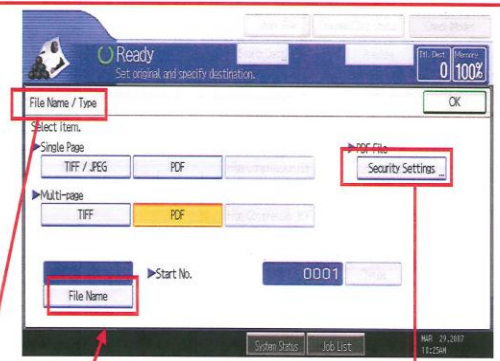 Ready
Set original and specify destination.
Ttl. Dest. Memory
0 100%
File Name / Type OK
Select item.
►Single Page ►PDF File
TIFF / JPEG PDF Security Settings
►Multi-page
TIFF PDF
►Start No. 0001
File Name
System Status Job List
MAR 29,2007
10:25AM